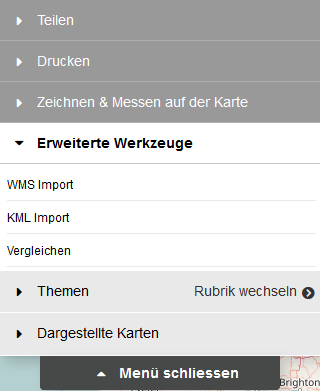 Teilen
Drucken
Zeichnen & Messen auf der Karte
Erweiterte Werkzeuge
WMS Import
KML Import
Vergleichen
Themen Rubrik wechseln
Dargestellte Karten
Menü schliessen
Brighton